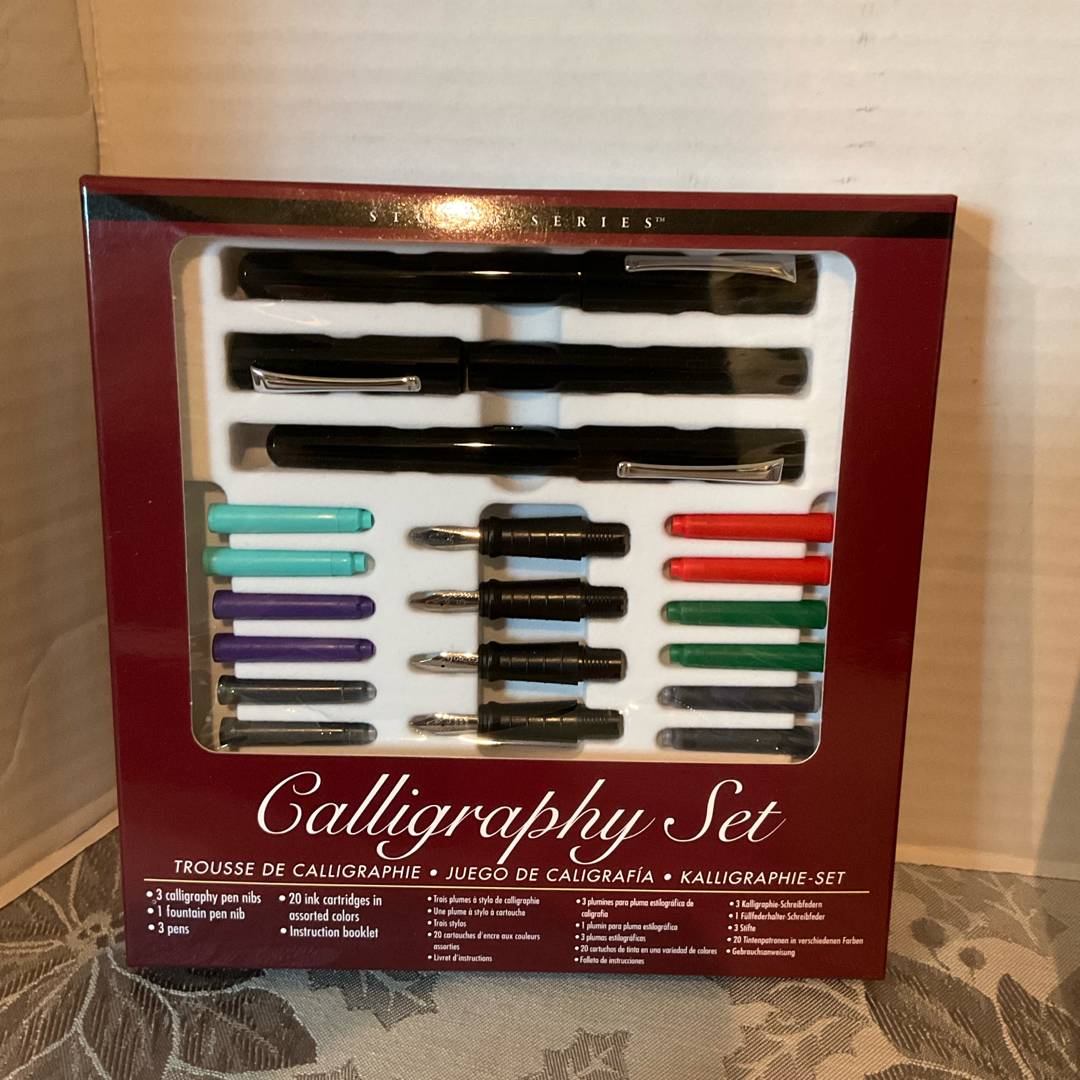 STUDIO SERIES™
Calligraphy Set
TROUSSE DE CALLIGRAPHIE • JUEGO DE CALIGRAFÍA • KALLIGRAPHIE-SET
• 3 calligraphy pen nibs
• 1 fountain pen nib
• 3 pens
• 20 ink cartridges in
assorted colors
• Instruction booklet
• Trois plumes à stylo de calligraphie
• Une plume à stylo à cartouche
• Trois stylos
• 20 cartouches d'encre aux couleurs
assorties
• Livret d'instructions
• 3 plumines para pluma estilográfica de
caligrafía
• 1 plumín para pluma estilográfica
• 3 plumas estilográficas
• 20 cartuchos de tinta en una variedad de colores
• Folleto de instrucciones
• 3 Kalligraphie-Schreibfedern
• 1 Füllfederhalter-Schreibfeder
• 3 Stifte
• 20 Tintenpatronen in verschiedenen Farben
• Gebrauchsanweisung